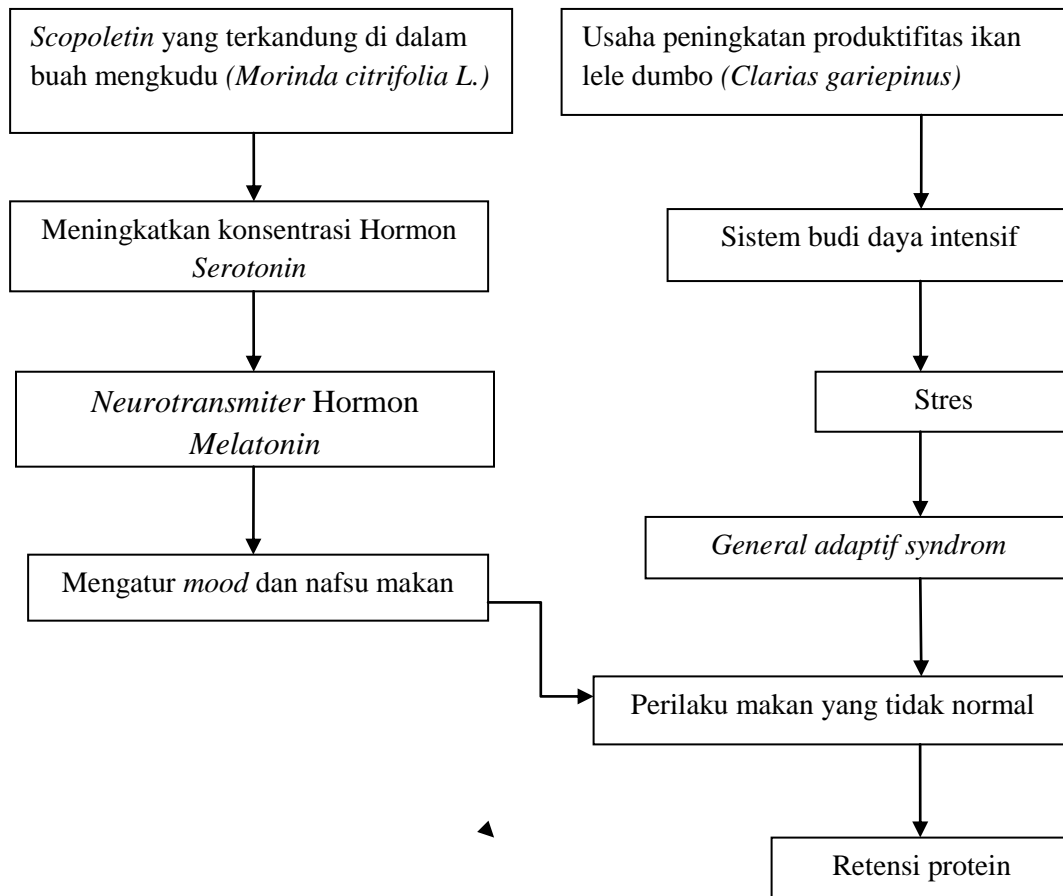 Scopoletin yang terkandung di dalam
buah mengkudu (Morinda citrifolia L.)
Meningkatkan konsentrasi Hormon
Serotonin
Neurotransmiter Hormon
Melatonin
Mengatur mood dan nafsu makan
Usaha peningkatan produktifitas ikan
lele dumbo (Clarias gariepinus)
Sistem budi daya intensif
Stres
General adaptif syndrom
Perilaku makan yang tidak normal
Retensi protein